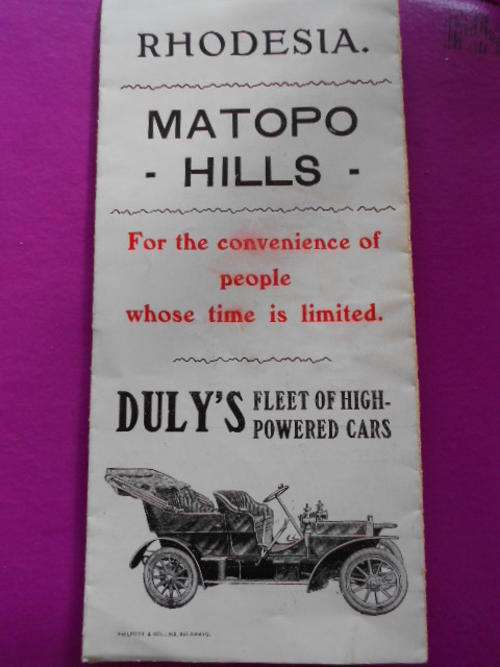 RHODESIA.
MATOPO
- HILLS -
For the convenience of
people
whose time is limited.
DULY'S FLEET OF HIGH-
POWERED CARS